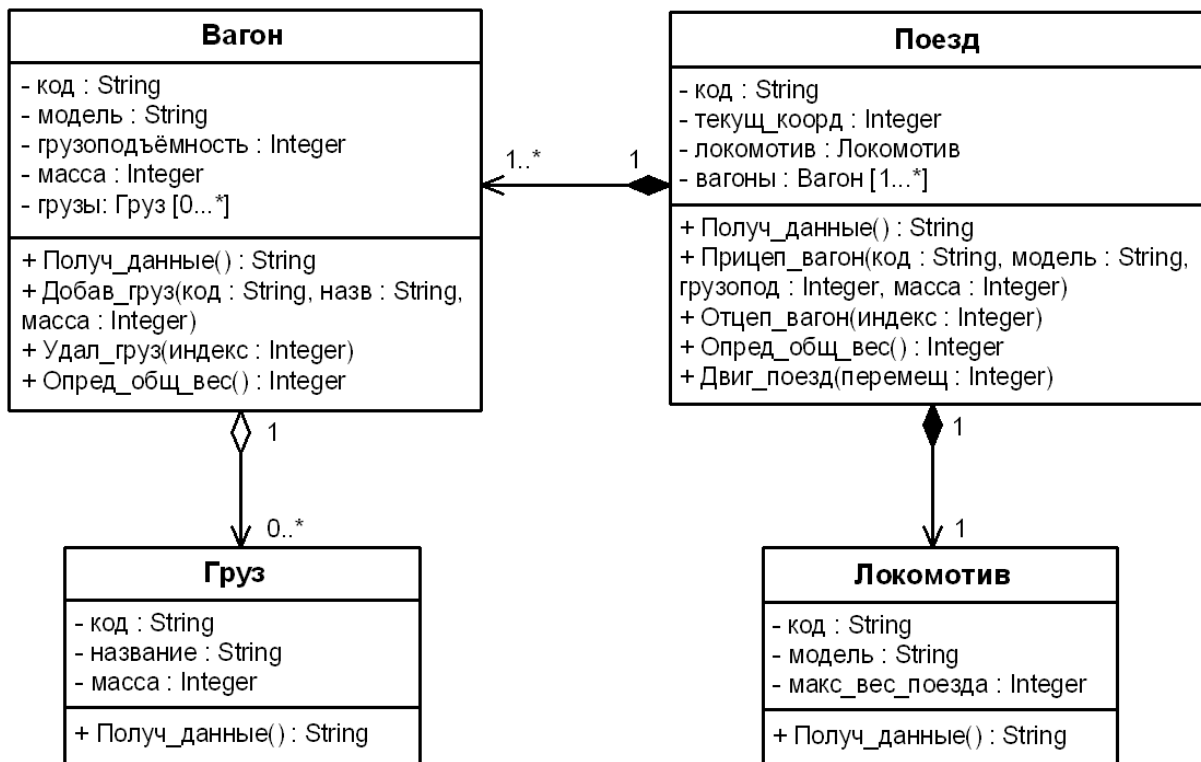 Вагон
- код : String
- модель : String
- грузоподъёмность : Integer
- масса : Integer
- грузы: Груз [0...*]
+ Получ_данные() : String
+ Добав_груз(код : String, назв : String,
масса : Integer)
+ Удал_груз(индекс : Integer)
+ Опред_общ_вес() : Integer
1..*
1
Поезд
- код : String
- текущ_коорд : Integer
- локомотив : Локомотив
- вагоны : Вагон [1...*]
+ Получ_данные() : String
+ Прицеп_вагон(код : String, модель : String,
грузопод : Integer, масса : Integer)
+ Отцеп_вагон(индекс : Integer)
+ Опред_общ_вес() : Integer
+ Двиг_поезд(перемещ : Integer)
1
0..*
1
1
Груз
- код : String
- название : String
- масса : Integer
+ Получ_данные() : String
Локомотив
- код : String
- модель : String
- макс_вес_поезда : Integer
+ Получ_данные() : String